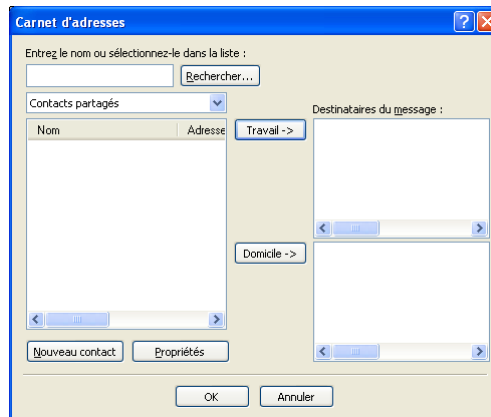 Carnet d'adresses
Entrez le nom ou sélectionnez-le dans la liste :
Rechercher...
Contacts partagés
Destinataires du message :
Nom Adresse
Travail ->
Domicile ->
Nouveau contact Propriétés
OK Annuler